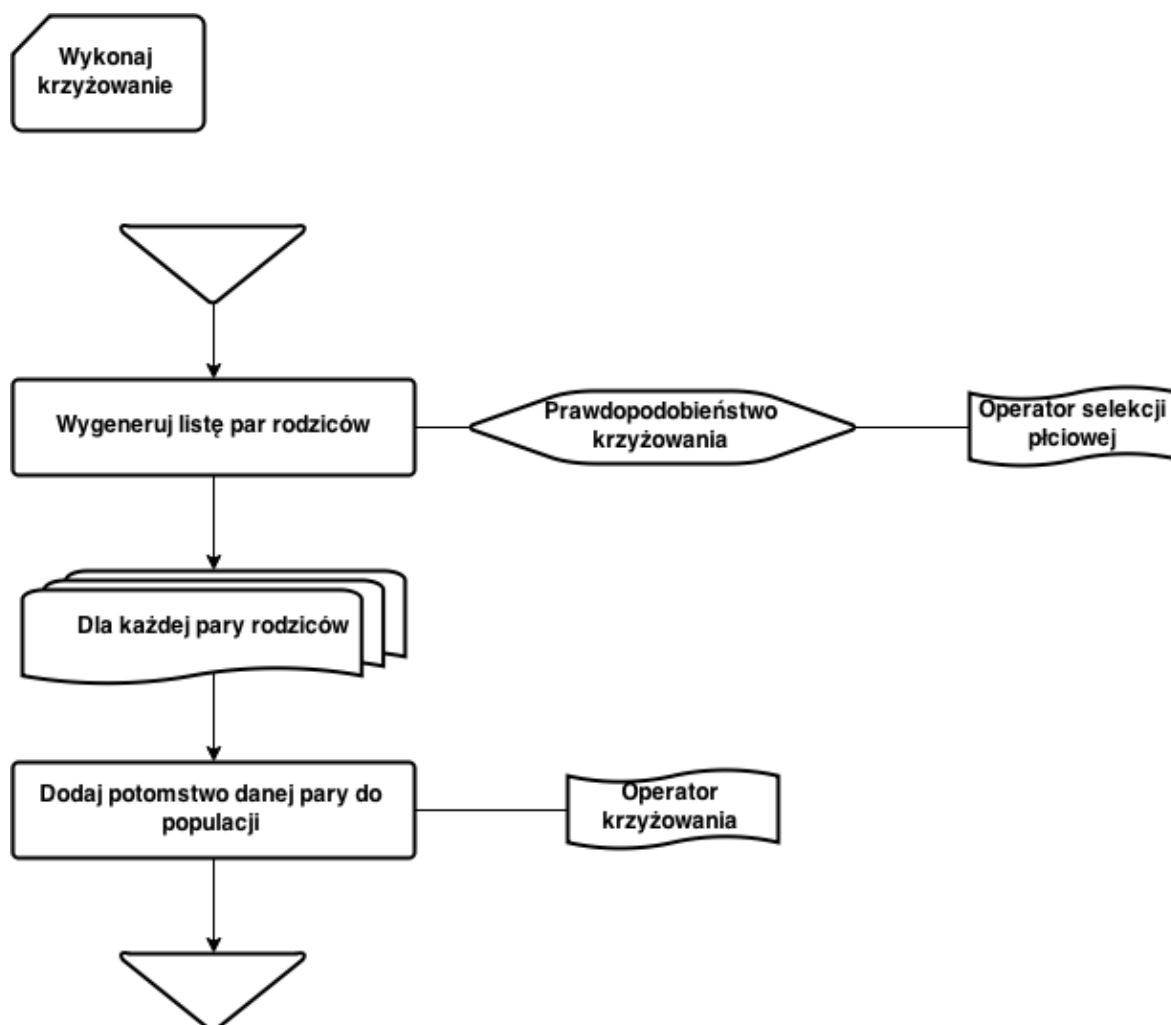 Wykonaj
krzyżowanie
Wygeneruj listę par rodziców
Prawdopodobieństwo
krzyżowania
Operator selekcji
płciowej
Dla każdej pary rodziców
Dodaj potomstwo danej pary do
populacji
Operator
krzyżowania